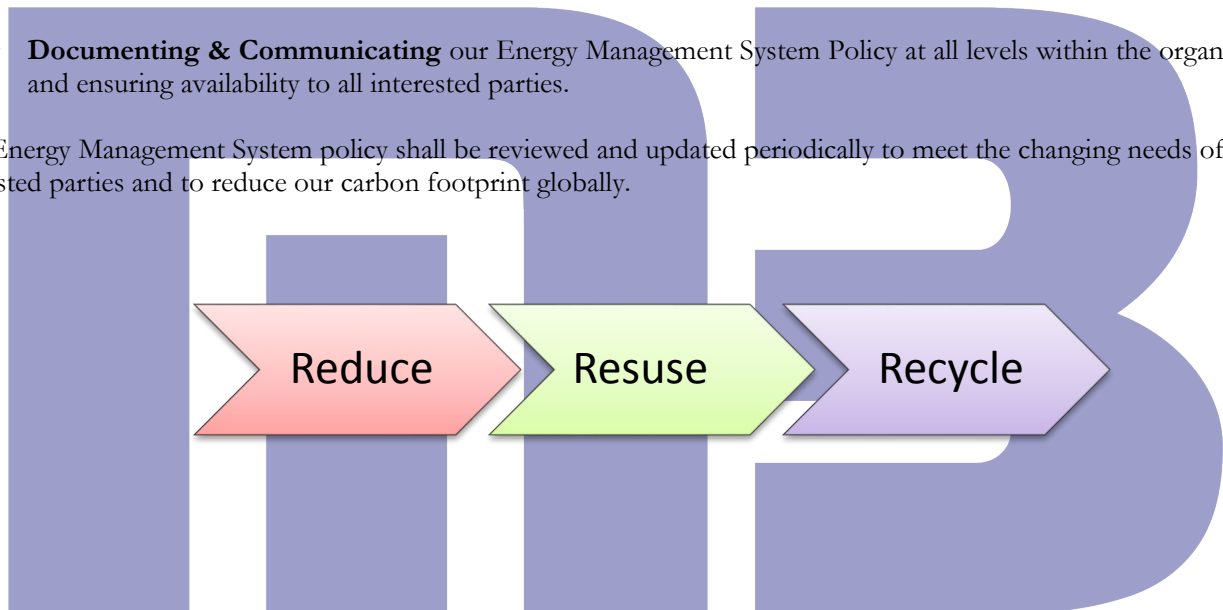 Documenting & Communicating our Energy Management System Policy at all levels within the organ
and ensuring availability to all interested parties.
Energy Management System policy shall be reviewed and updated periodically to meet the changing needs of
sted parties and to reduce our carbon footprint globally.
Reduce Resuse Recycle